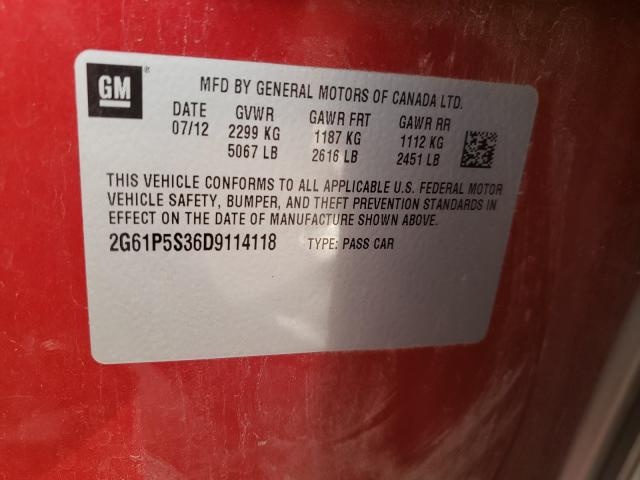 GM
MFD BY GENERAL MOTORS OF CANADA LTD.
DATE GVWR GAWR FRT GAWR RR
07/12 2299 KG 1187 KG 1112 KG
5067 LB 2616 LB 2451 LB
THIS VEHICLE CONFORMS TO ALL APPLICABLE U.S. FEDERAL MOTOR
VEHICLE SAFETY, BUMPER, AND THEFT PREVENTION STANDARDS IN
EFFECT ON THE DATE OF MANUFACTURE SHOWN ABOVE.
2G61P5S36D9114118 TYPE: PASS CAR